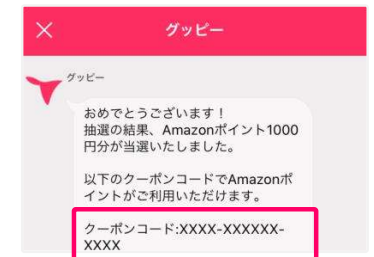 グッピー
グッピー
おめでとうございます！
抽選の結果、Amazonポイント1000
円分が当選いたしました。
以下のクーポンコードでAmazonポ
イントがご利用いただけます。
クーポンコード:XXXX-XXXXXX-
XXXX